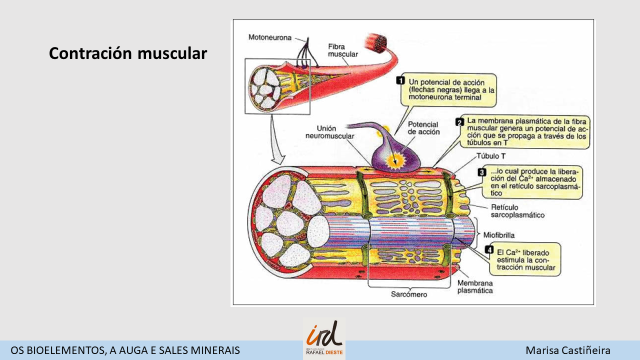 Contración muscular
Motoneurona
Fibra
muscular
1 Un potencial de acción
(flechas negras) llega a la
motoneurona terminal
Unión
neuromuscular
Potencial
de acción
2 La membrana plasmática de la fibra
muscular genera un potencial de ac-
ción que se propaga a través de los
túbulos en T
Túbulo T
3 ...lo cual produce la libera-
ción del Ca²⁺ almacenado
en el retículo sarcoplasmá-
tico
Retículo
sarcoplasmático
Miofibrilla
4 El Ca²⁺ liberado
estimula la con-
tracción muscular
Membrana
plasmática
Sarcómero
OS BIOELEMENTOS, A AUGA E SALES MINERAIS
ird
RAFAEL DIESTE
Marisa Castiñeira